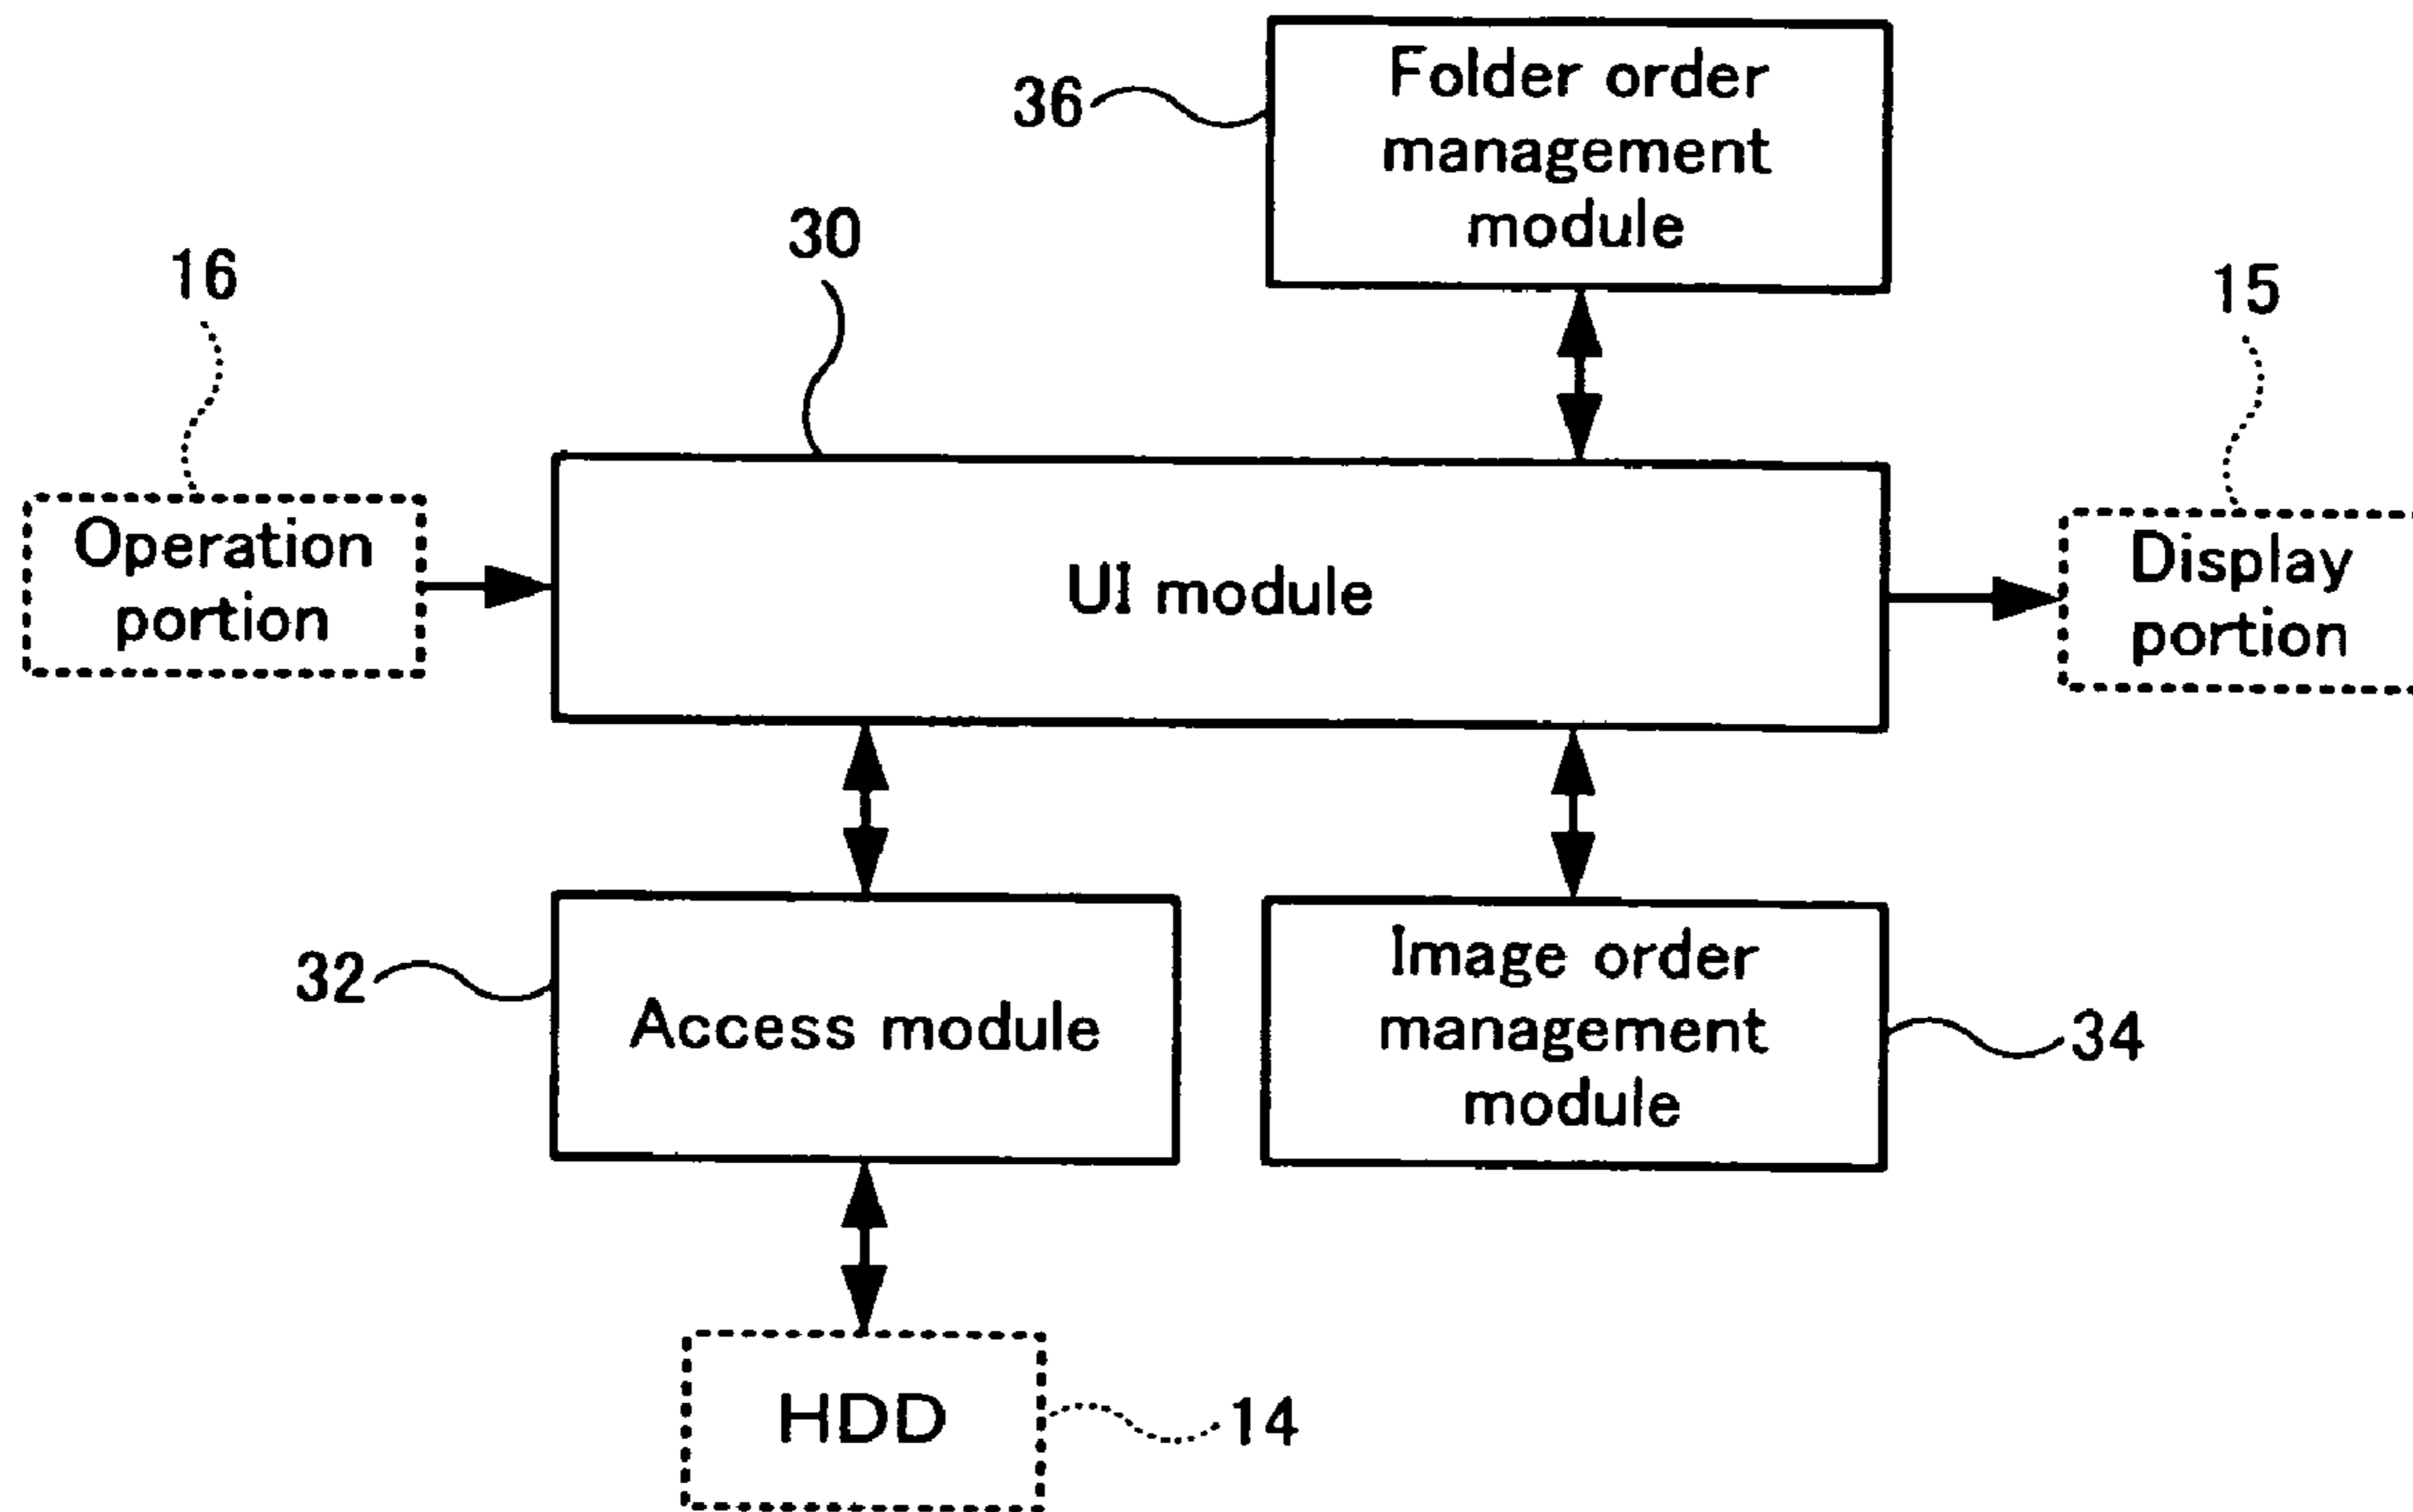 Folder order
management
module
36
30
16
15
Operation
portion
UI module
Display
portion
32
Access module
Image order
management
module
34
HDD
14